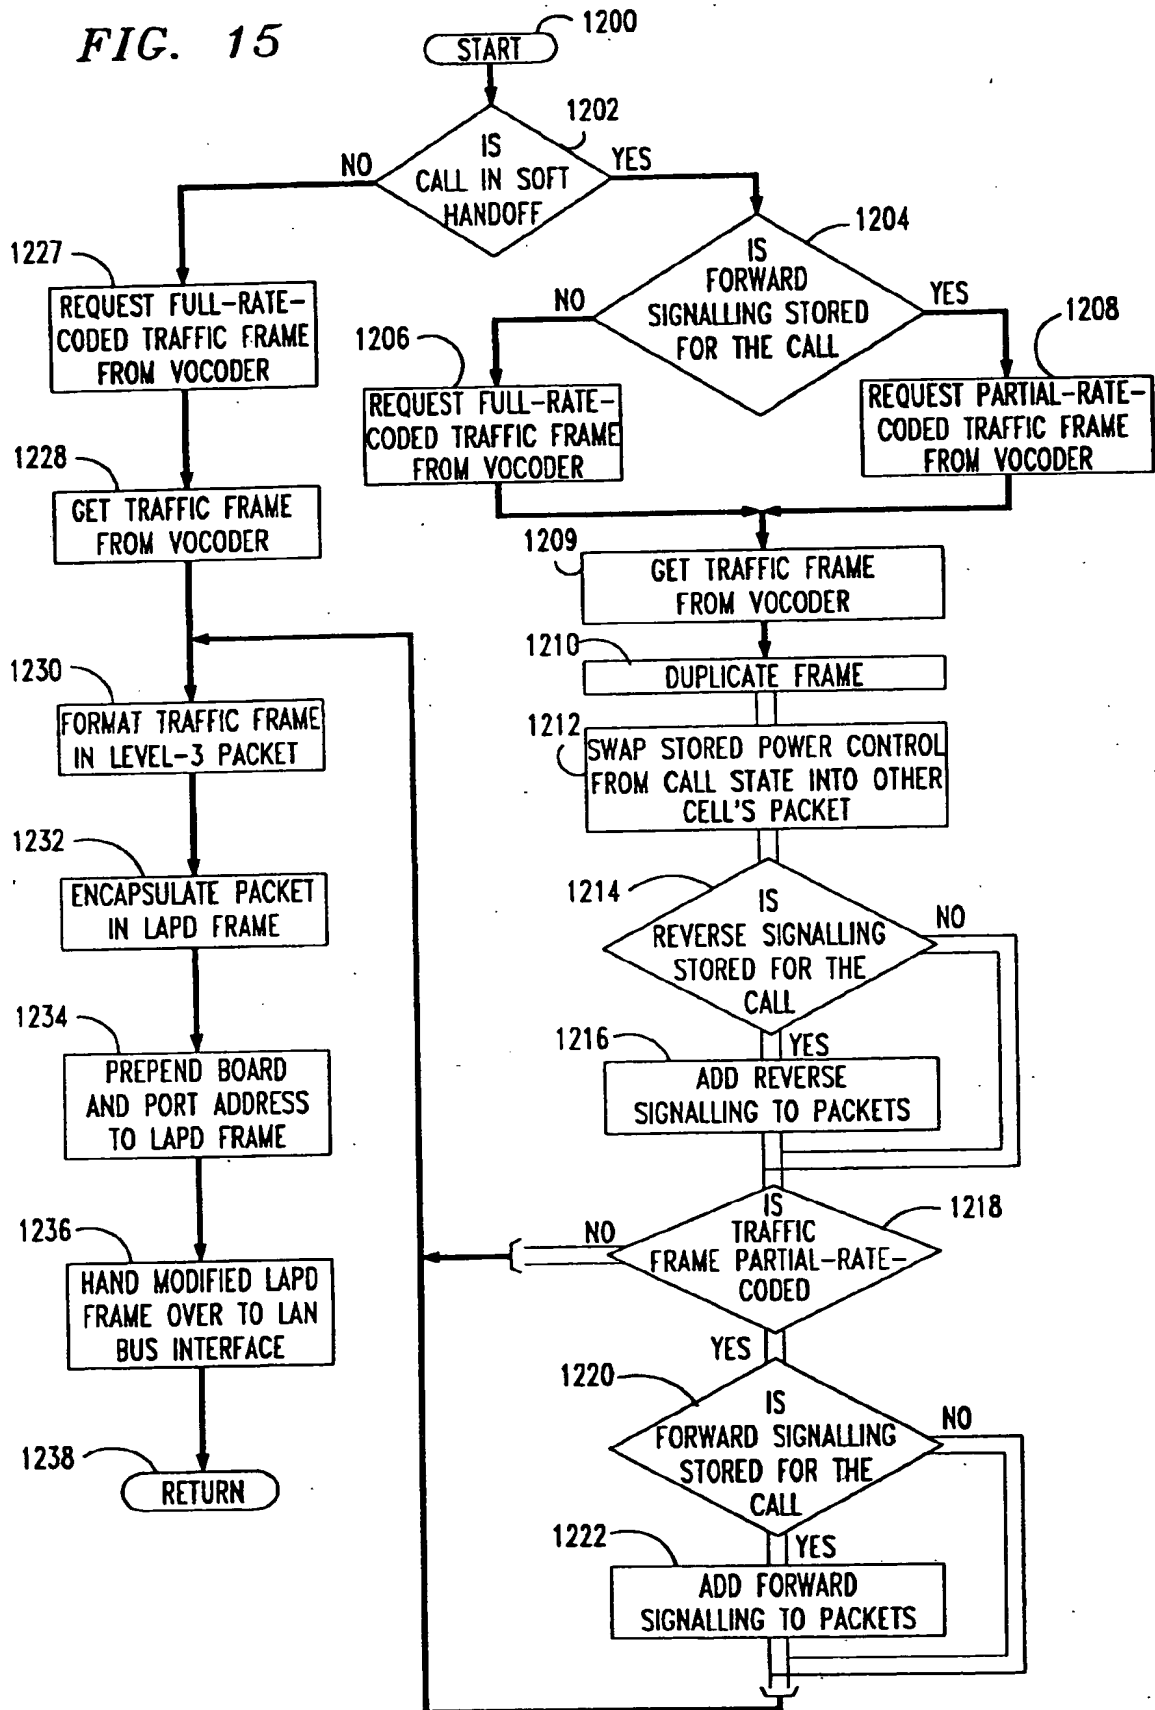 FIG. 15
1200
START
1202
IS
CALL IN SOFT
HANDOFF
NO
YES
1204
IS
FORWARD
SIGNALLING STORED
FOR THE CALL
NO
YES
1227
REQUEST FULL-RATE-
CODED TRAFFIC FRAME
FROM VOCODER
1206
REQUEST FULL-RATE-
CODED TRAFFIC FRAME
FROM VOCODER
1208
REQUEST PARTIAL-RATE-
CODED TRAFFIC FRAME
FROM VOCODER
1228
GET TRAFFIC FRAME
FROM VOCODER
1209
GET TRAFFIC FRAME
FROM VOCODER
1210
DUPLICATE FRAME
1230
FORMAT TRAFFIC FRAME
IN LEVEL-3 PACKET
1212
SWAP STORED POWER CONTROL
FROM CALL STATE INTO OTHER
CELL'S PACKET
1232
ENCAPSULATE PACKET
IN LAPD FRAME
1214
IS
REVERSE SIGNALLING
STORED FOR THE
CALL
NO
YES
1234
PREPEND BOARD
AND PORT ADDRESS
TO LAPD FRAME
1216
ADD REVERSE
SIGNALLING TO PACKETS
1236
HAND MODIFIED LAPD
FRAME OVER TO LAN
BUS INTERFACE
1218
IS
TRAFFIC
FRAME PARTIAL-RATE-
CODED
NO
YES
1238
RETURN
1220
IS
FORWARD SIGNALLING
STORED FOR THE
CALL
NO
YES
1222
ADD FORWARD
SIGNALLING TO PACKETS